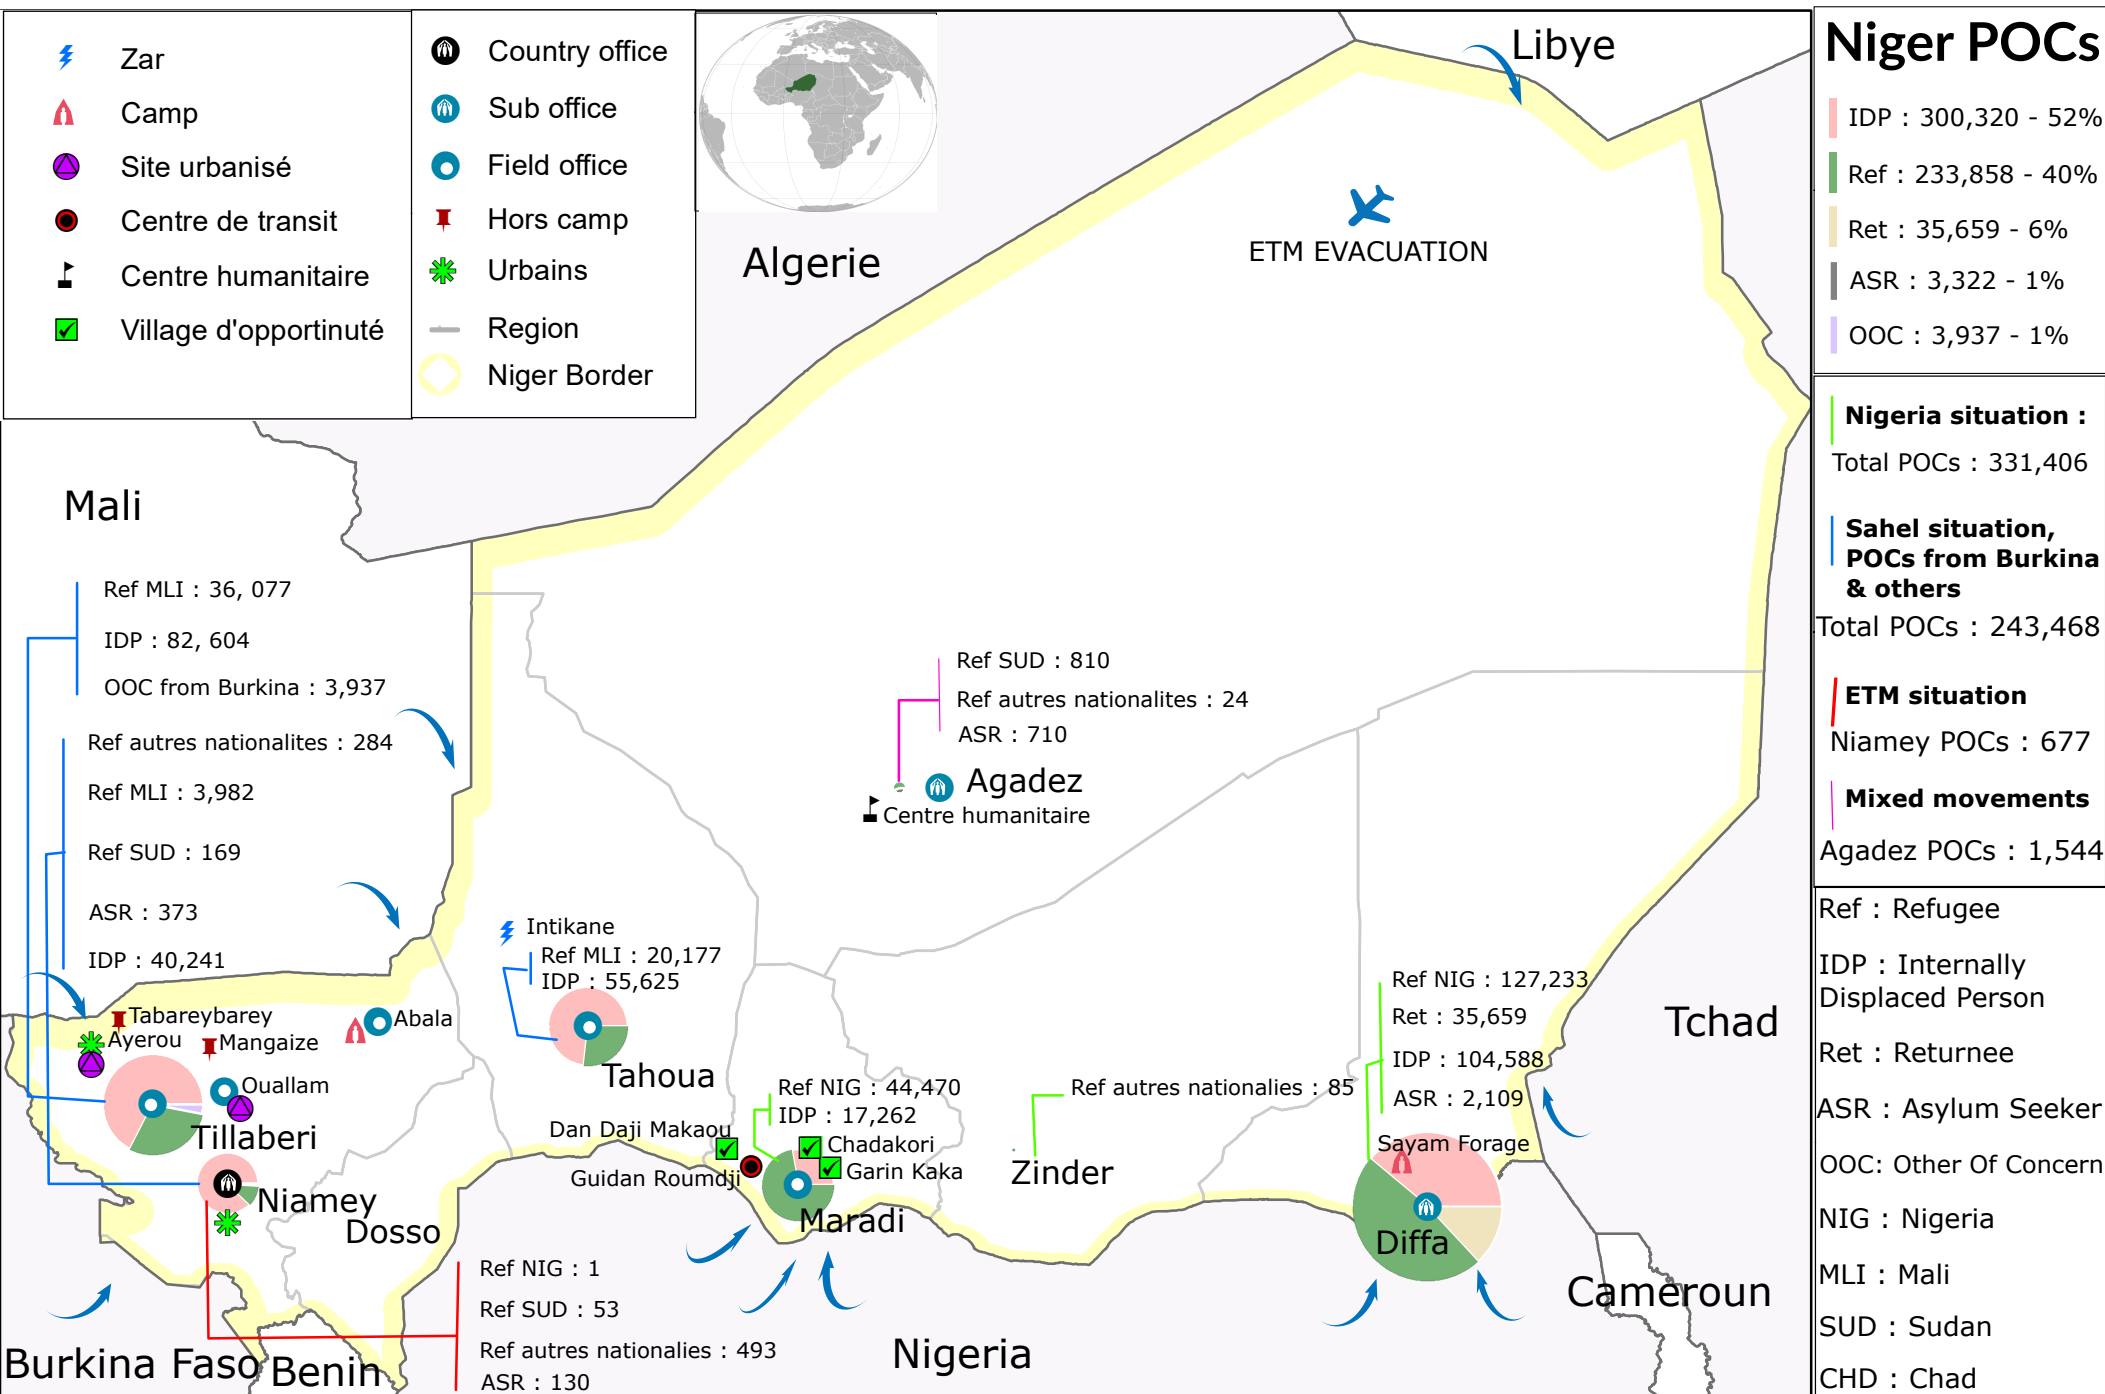 Zar
Camp
Site urbanisé
Centre de transit
Centre humanitaire
Village d'opportinuté
Country office
Sub office
Field office
Hors camp
Urbains
Region
Niger Border
Libye
Algerie
ETM EVACUATION
Mali
Ref MLI : 36, 077
IDP : 82, 604
OOC from Burkina : 3,937
Ref autres nationalites : 284
Ref MLI : 3,982
Ref SUD : 169
ASR : 373
IDP : 40,241
Ref SUD : 810
Ref autres nationalites : 24
ASR : 710
Agadez
Centre humanitaire
Intikane
Ref MLI : 20,177
IDP : 55,625
Tahoua
Tabareybarey
Ayerou
Mangaize
Abala
Ouallam
Tillaberi
Niamey
Dosso
Ref NIG : 44,470
IDP : 17,262
Dan Daji Makaou
Chadakori
Guidan Roumdji
Garin Kaka
Maradi
Ref autres nationalies : 85
Zinder
Ref NIG : 127,233
Ret : 35,659
IDP : 104,588
ASR : 2,109
Sayam Forage
Diffa
Tchad
Cameroun
Nigeria
Ref NIG : 1
Ref SUD : 53
Ref autres nationalies : 493
ASR : 130
Burkina Faso
Benin
Niger POCs
IDP : 300,320 - 52%
Ref : 233,858 - 40%
Ret : 35,659 - 6%
ASR : 3,322 - 1%
OOC : 3,937 - 1%
Nigeria situation :
Total POCs : 331,406
Sahel situation,
POCs from Burkina
& others
Total POCs : 243,468
ETM situation
Niamey POCs : 677
Mixed movements
Agadez POCs : 1,544
Ref : Refugee
IDP : Internally
Displaced Person
Ret : Returnee
ASR : Asylum Seeker
OOC: Other Of Concern
NIG : Nigeria
MLI : Mali
SUD : Sudan
CHD : Chad